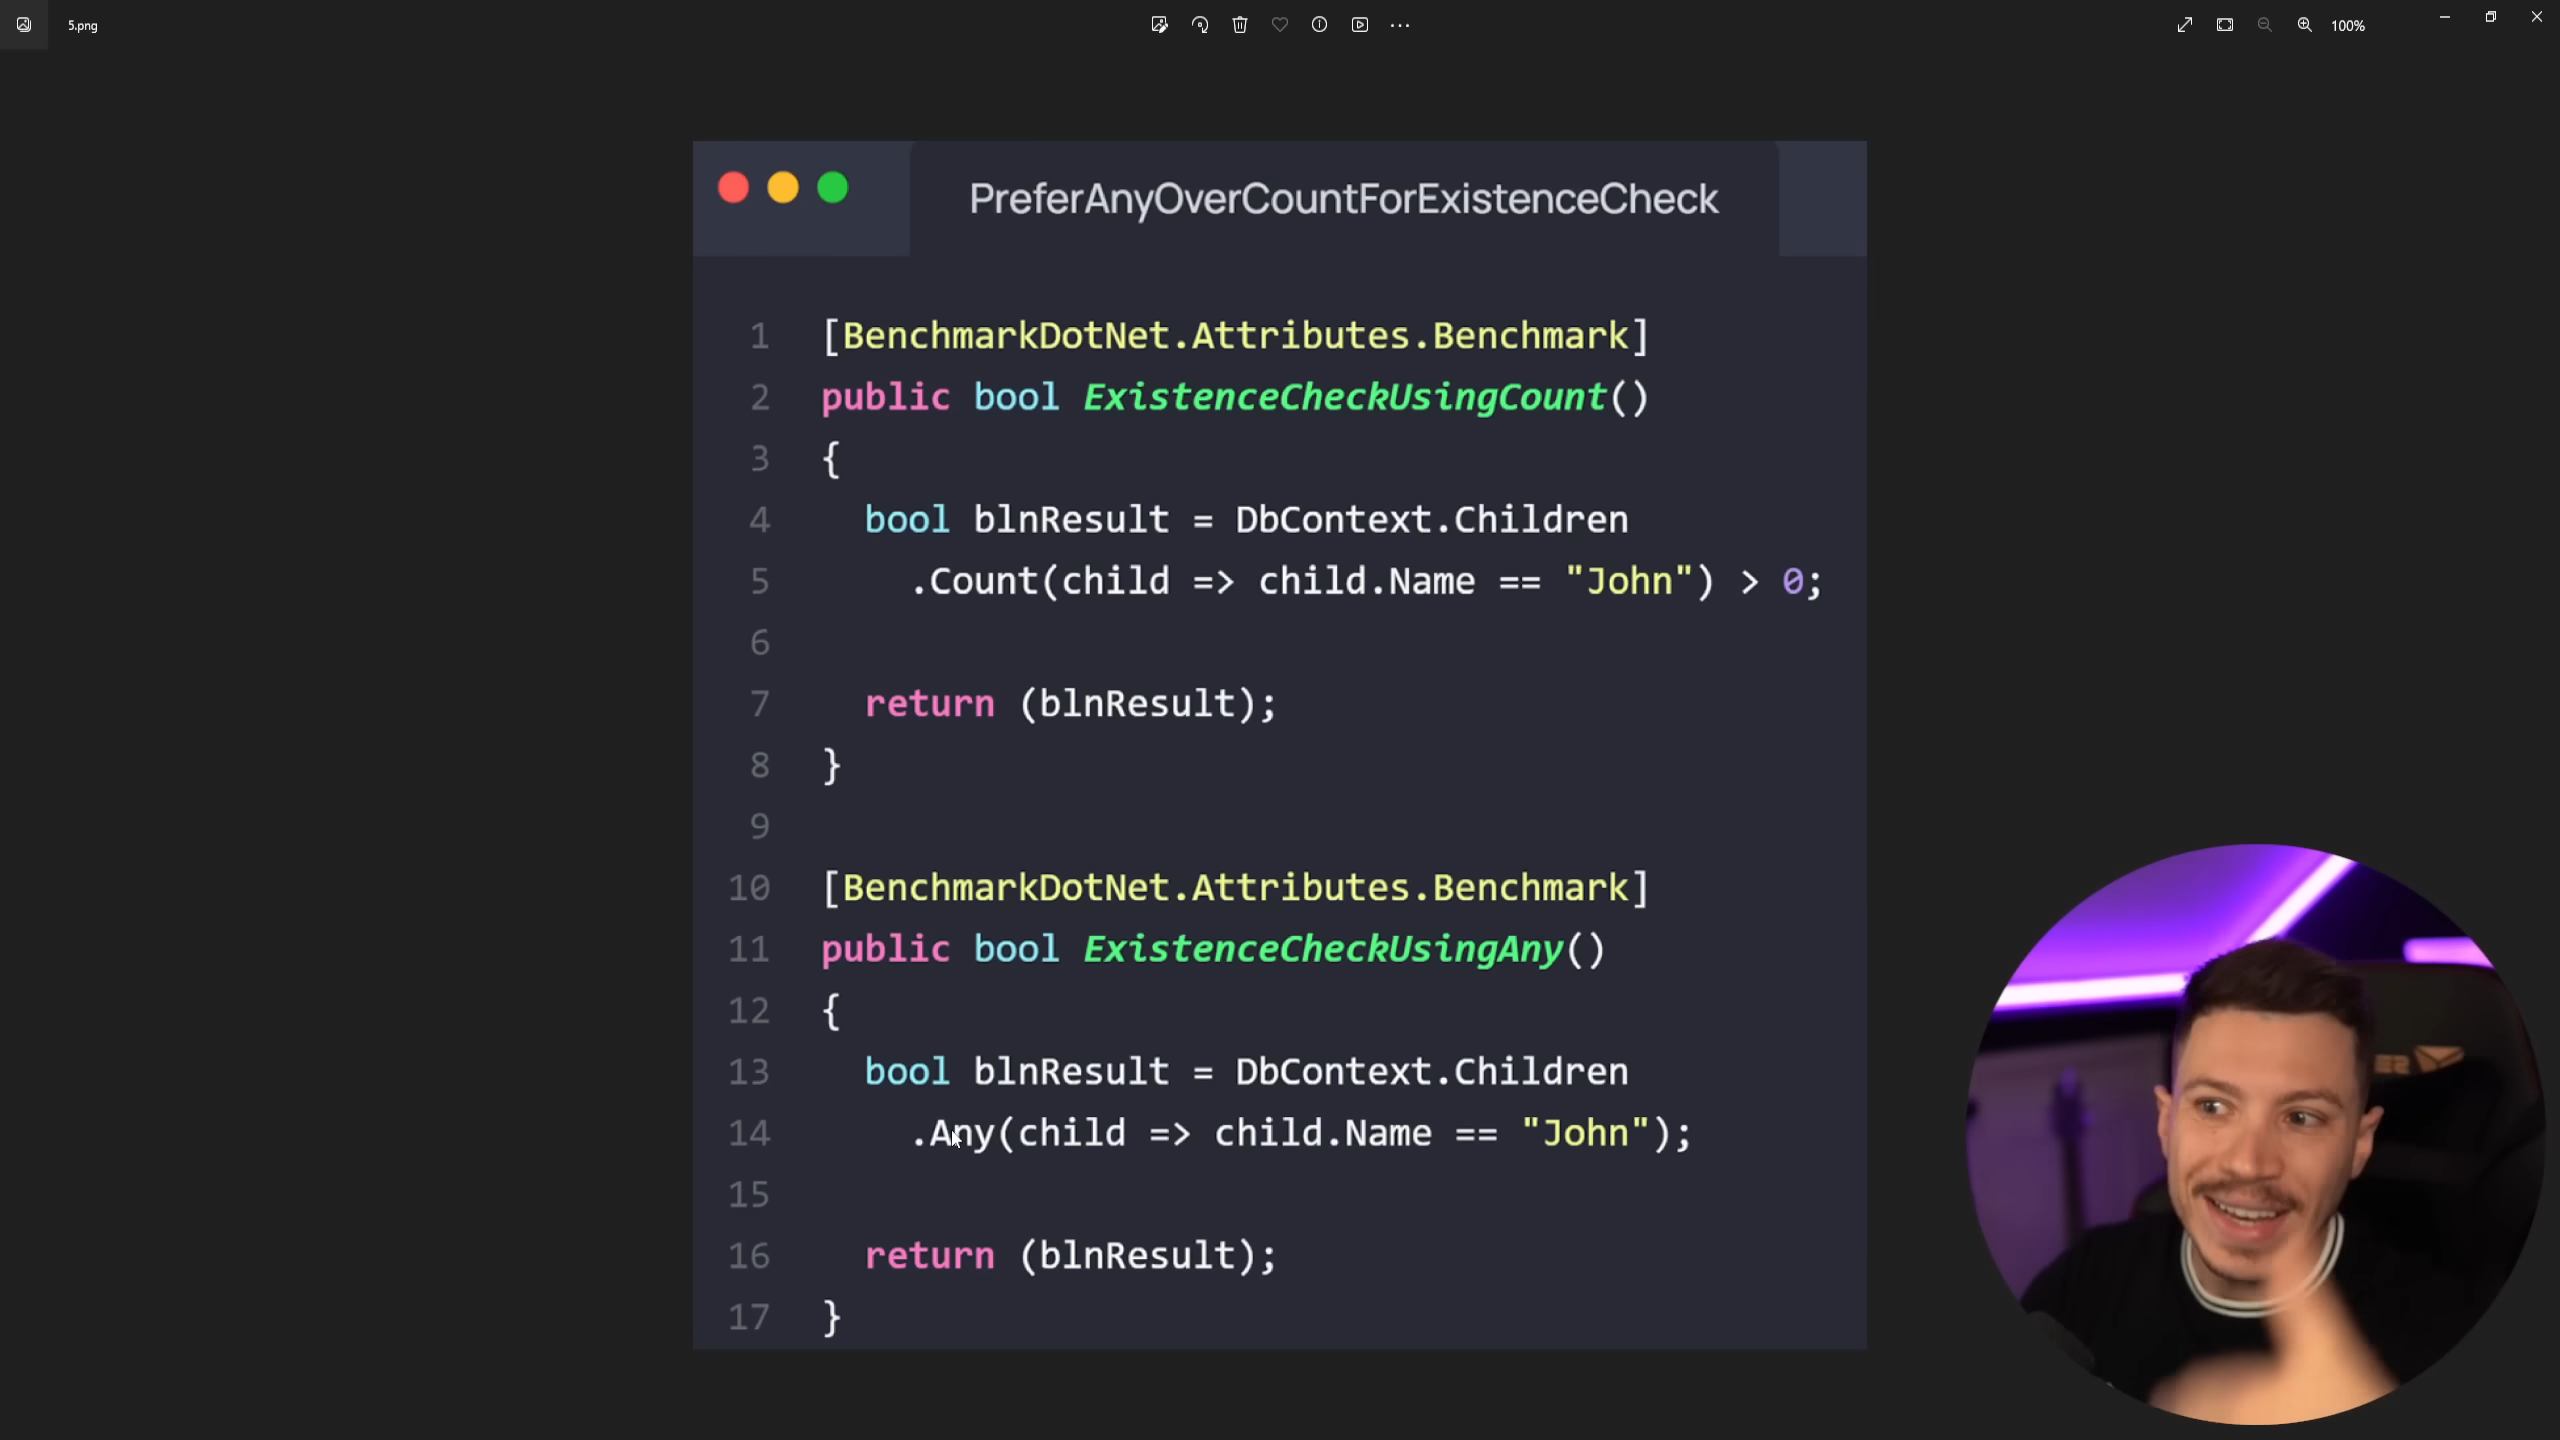 5.png
100%
PreferAnyOverCountForExistenceCheck
1 [BenchmarkDotNet.Attributes.Benchmark]
2 public bool ExistenceCheckUsingCount()
3 {
4 bool blnResult = DbContext.Children
5 .Count(child => child.Name == "John") > 0;
6
7 return (blnResult);
8 }
9
10 [BenchmarkDotNet.Attributes.Benchmark]
11 public bool ExistenceCheckUsingAny()
12 {
13 bool blnResult = DbContext.Children
14 .Any(child => child.Name == "John");
15
16 return (blnResult);
17 }